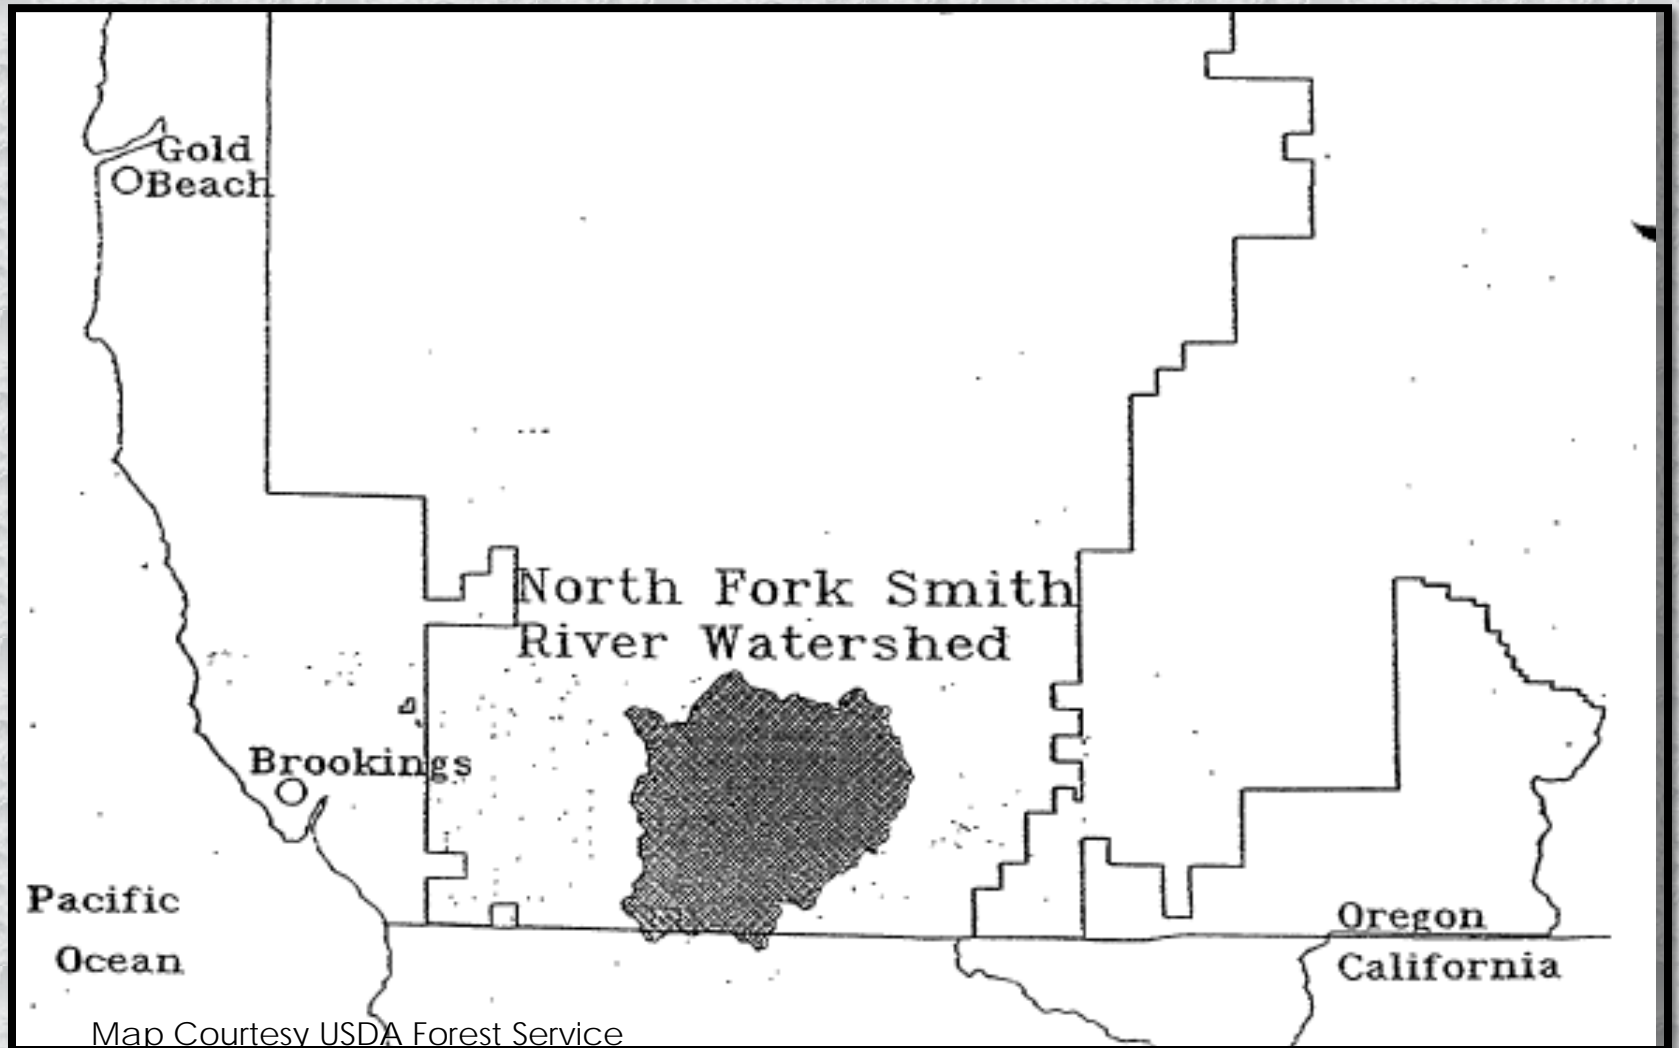 Gold
Beach
North Fork Smith
River Watershed
Brookings
Pacific
Ocean
Oregon
California
Map Courtesy USDA Forest Service